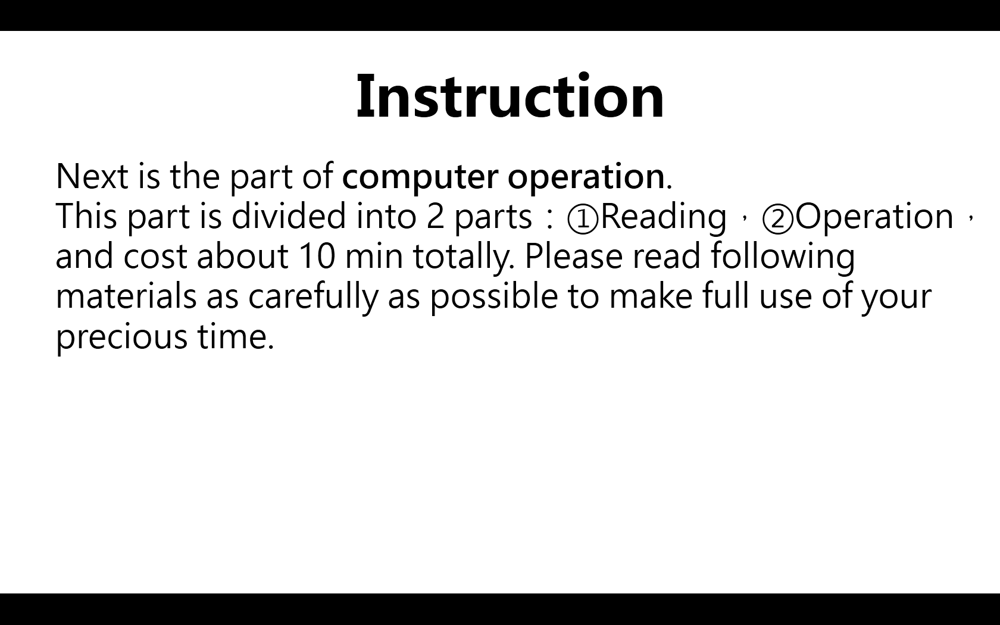 Instruction
Next is the part of computer operation.
This part is divided into 2 parts：①Reading，②Operation，
and cost about 10 min totally. Please read following
materials as carefully as possible to make full use of your
precious time.